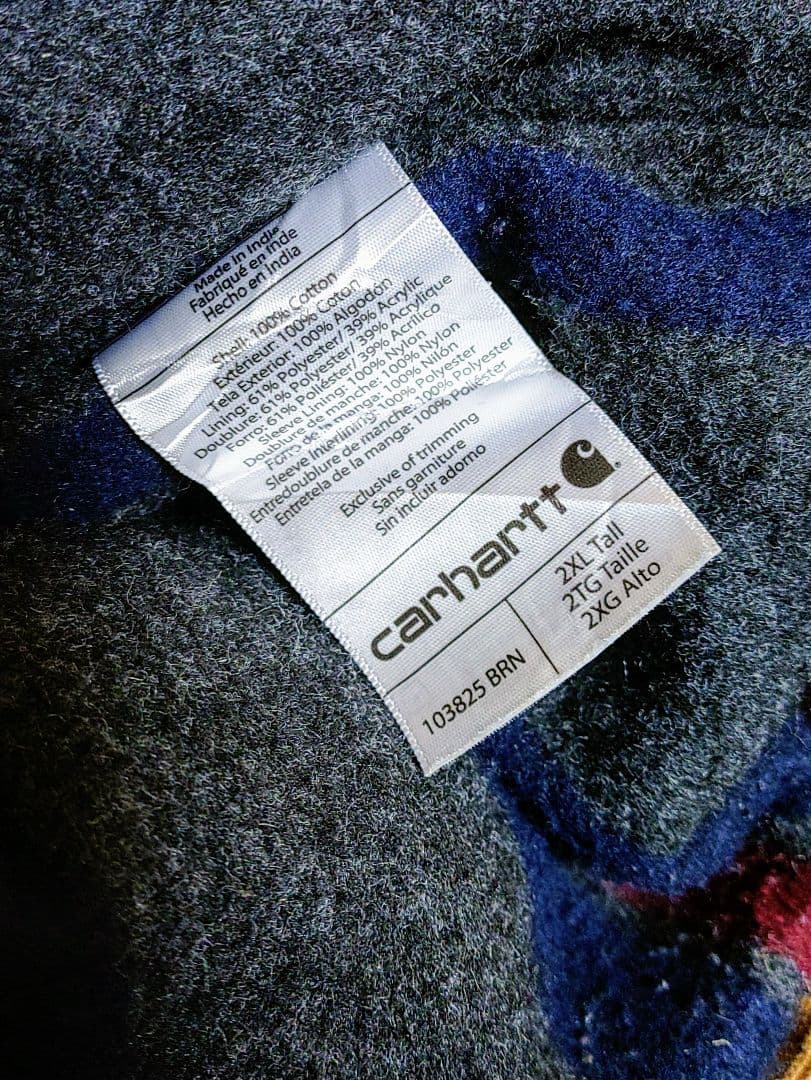 Made in India
Fabriqué en Inde
Hecho en India
Shell: 100% Cotton
Extérieur: 100% Coton
Tela Exterior: 100% Algodón
Lining: 61% Polyester/ 39% Acrylic
Doublure: 61% Polyester/ 39% Acrylique
Forro: 61% Poliéster/ 39% Acrílico
Sleeve Lining: 100% Nylon
Doublure de manche: 100% Nylon
Forro de la manga: 100% Nilón
Sleeve Interlining: 100% Polyester
Entredoublure de manche: 100% Polyester
Entretela de la manga: 100% Poliéster
Exclusive of trimming
Sans garniture
Sin incluir adorno
carhartt
103825 BRN
2XL Tall
2TG Taille
2XG Alto